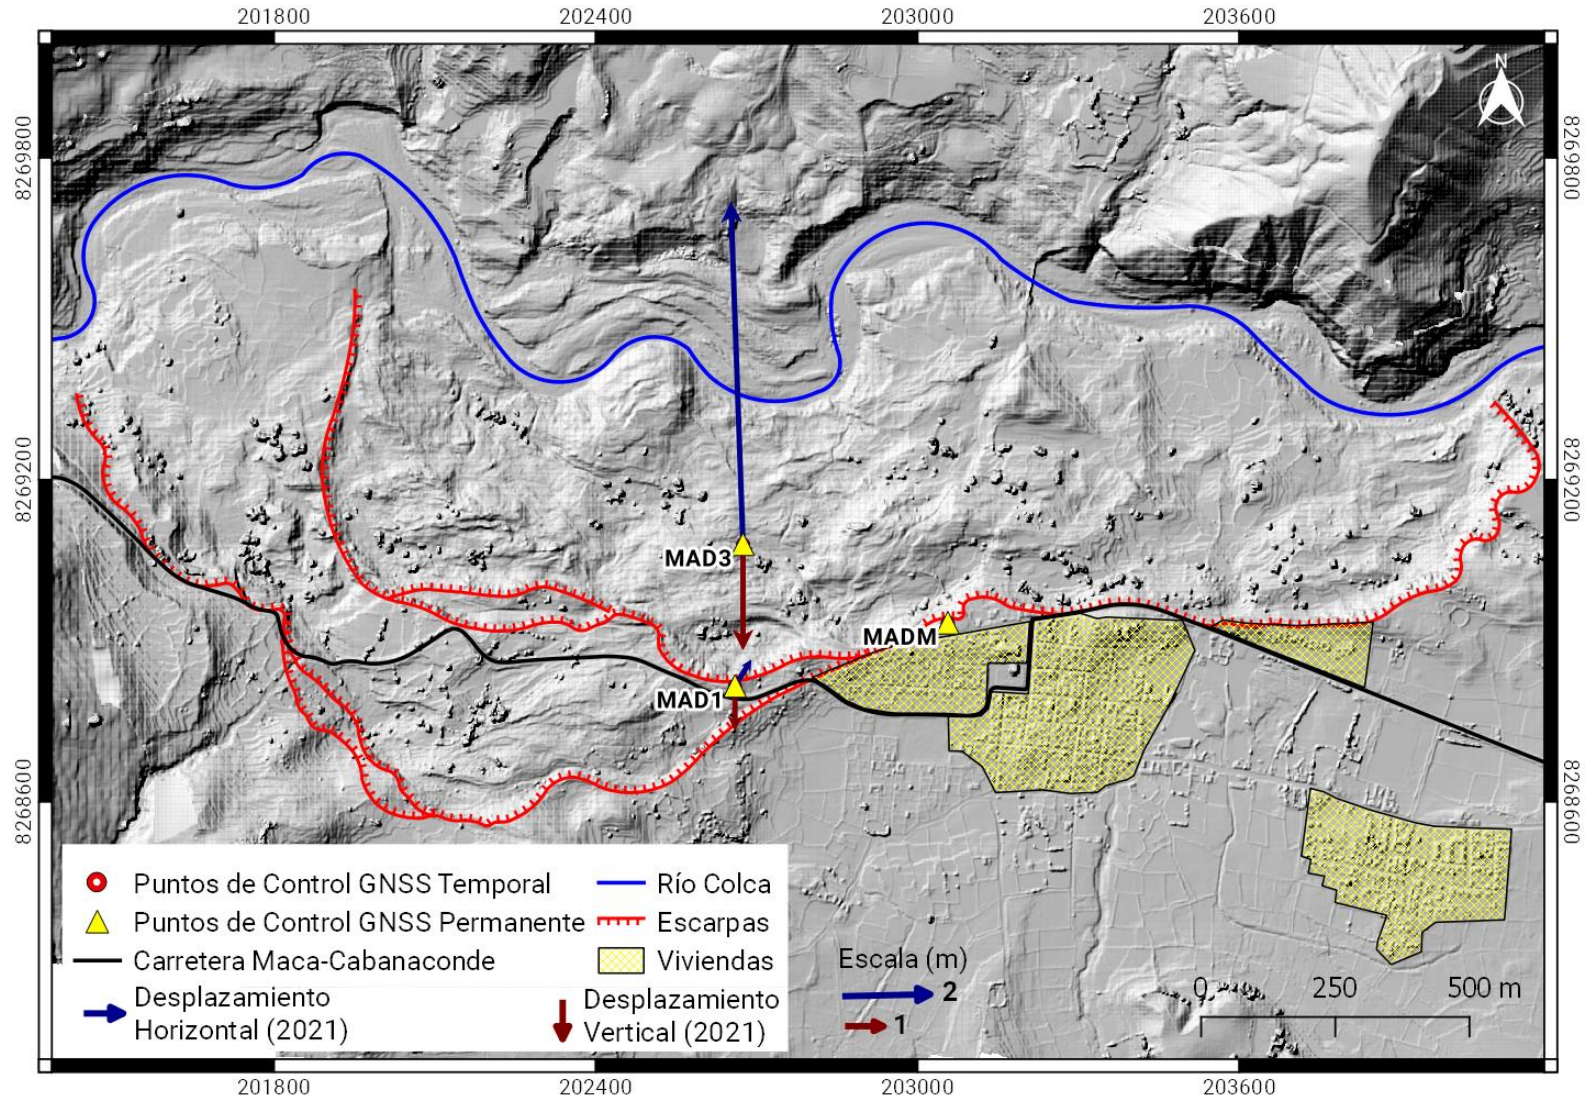 201800 202400 203000 203600
N
8269800
8269800
8269200
8269200
MAD3
MADM
MAD1
8268600
8268600
Puntos de Control GNSS Temporal
Puntos de Control GNSS Permanente
Carretera Maca-Cabanaconde
Desplazamiento
Horizontal (2021)
Río Colca
Escarpas
Viviendas
Desplazamiento
Vertical (2021)
Escala (m)
2
1
0 250 500 m
201800 202400 203000 203600